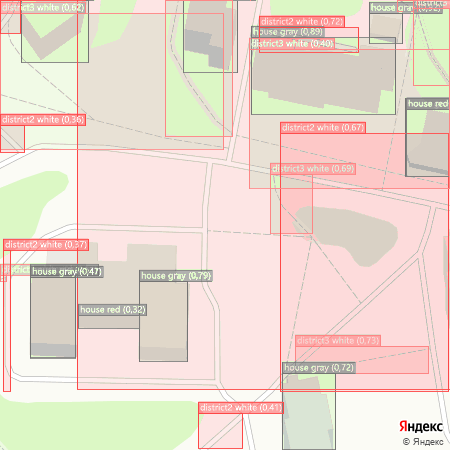 district3 white (0,62)
district2 white (0,72)
house gray (0,89)
district3 white (0,40)
house gray
district
house red
district2 white (0,36)
district2 white (0,67)
district3 white (0,69)
district2 white (0,37)
house gray (0,47)
house gray (0,79)
house red (0,32)
district3 white (0,73)
house gray (0,72)
district2 white (0,41)
Яндекс
© Яндекс